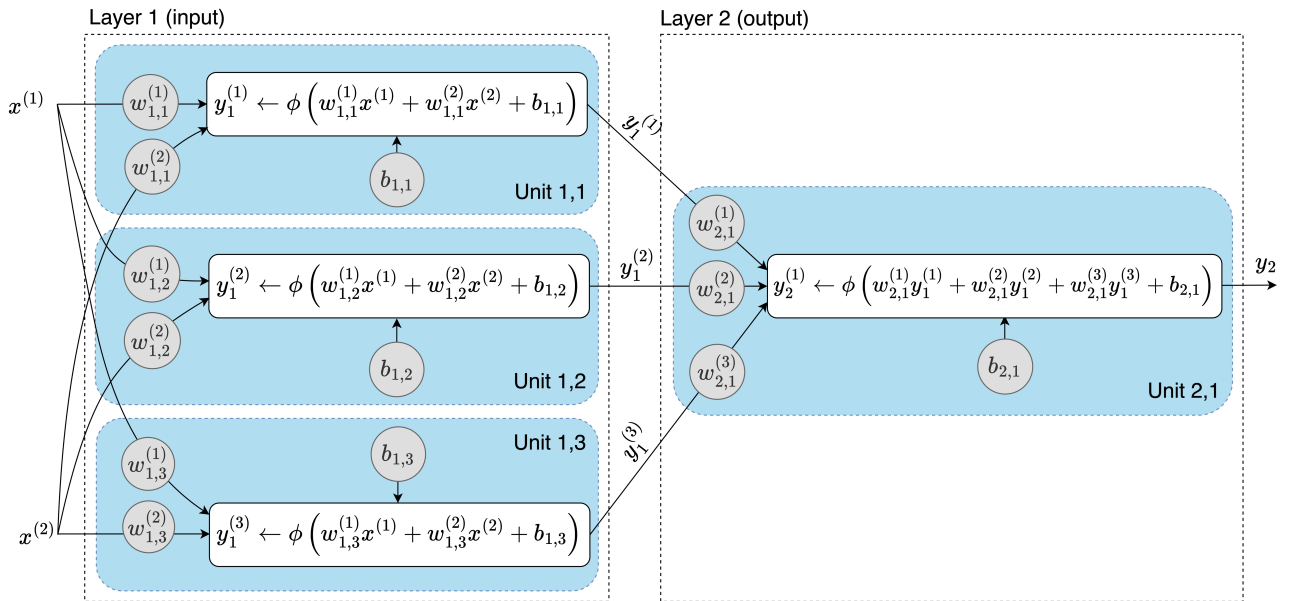 Layer 1 (input)
Layer 2 (output)
x^{(1)}
w_{1,1}^{(1)}
y_1^{(1)} ← ϕ(w_{1,1}^{(1)}x^{(1)} + w_{1,1}^{(2)}x^{(2)} + b_{1,1})
w_{1,1}^{(2)}
b_{1,1}
Unit 1,1
y_1^{(1)}
w_{1,2}^{(1)}
y_1^{(2)} ← ϕ(w_{1,2}^{(1)}x^{(1)} + w_{1,2}^{(2)}x^{(2)} + b_{1,2})
w_{1,2}^{(2)}
b_{1,2}
Unit 1,2
y_1^{(2)}
Unit 1,3
b_{1,3}
w_{1,3}^{(1)}
x^{(2)}
w_{1,3}^{(2)}
y_1^{(3)} ← ϕ(w_{1,3}^{(1)}x^{(1)} + w_{1,3}^{(2)}x^{(2)} + b_{1,3})
y_1^{(3)}
w_{2,1}^{(1)}
w_{2,1}^{(2)}
y_2^{(1)} ← ϕ(w_{2,1}^{(1)}y_1^{(1)} + w_{2,1}^{(2)}y_1^{(2)} + w_{2,1}^{(3)}y_1^{(3)} + b_{2,1})
y_2
w_{2,1}^{(3)}
b_{2,1}
Unit 2,1